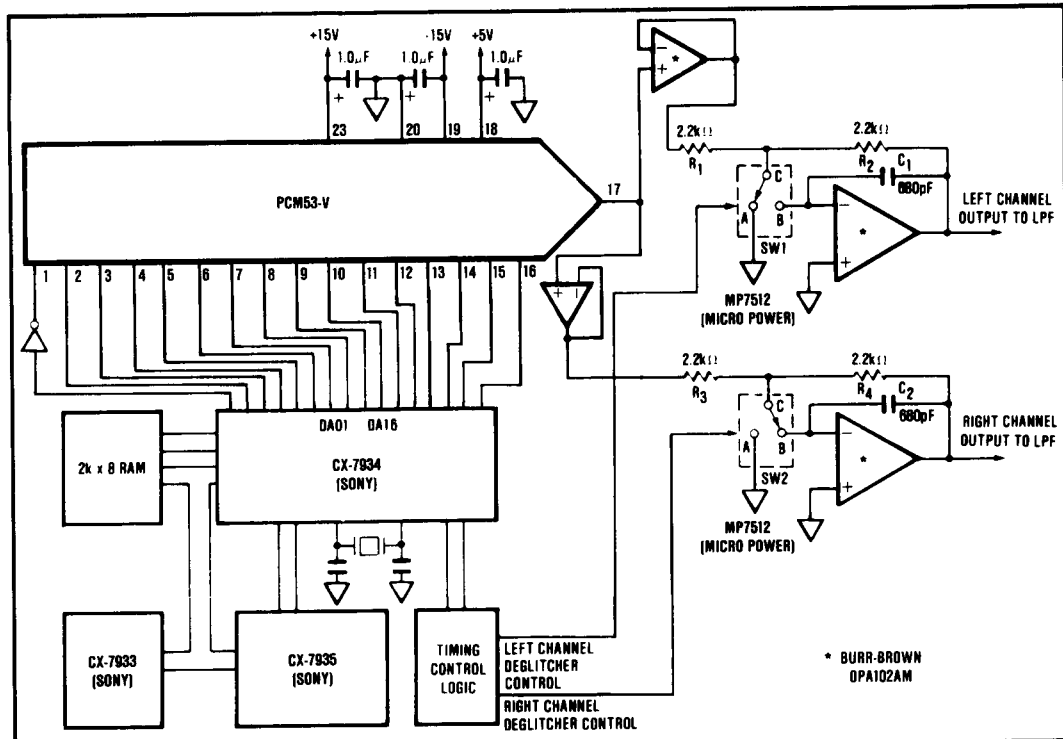 +15V
-15V
+5V
1.0µF
1.0µF
1.0µF
+
+
+
23
20
19
18
PCM53-V
17
1
2
3
4
5
6
7
8
9
10
11
12
13
14
15
16
−
+
*
2.2kΩ
R1
2.2kΩ
R2
C1
680pF
C
A
B
SW1
−
+
*
LEFT CHANNEL
OUTPUT TO LPF
MP7512
(MICRO POWER)
+
−
2.2kΩ
R3
2.2kΩ
R4
C2
680pF
C
A
B
SW2
−
+
*
RIGHT CHANNEL
OUTPUT TO LPF
MP7512
(MICRO POWER)
DA01
DA16
CX-7934
(SONY)
2k x 8 RAM
CX-7933
(SONY)
CX-7935
(SONY)
TIMING
CONTROL
LOGIC
LEFT CHANNEL
DEGLITCHER
CONTROL
RIGHT CHANNEL
DEGLITCHER CONTROL
* BURR-BROWN
OPA102AM